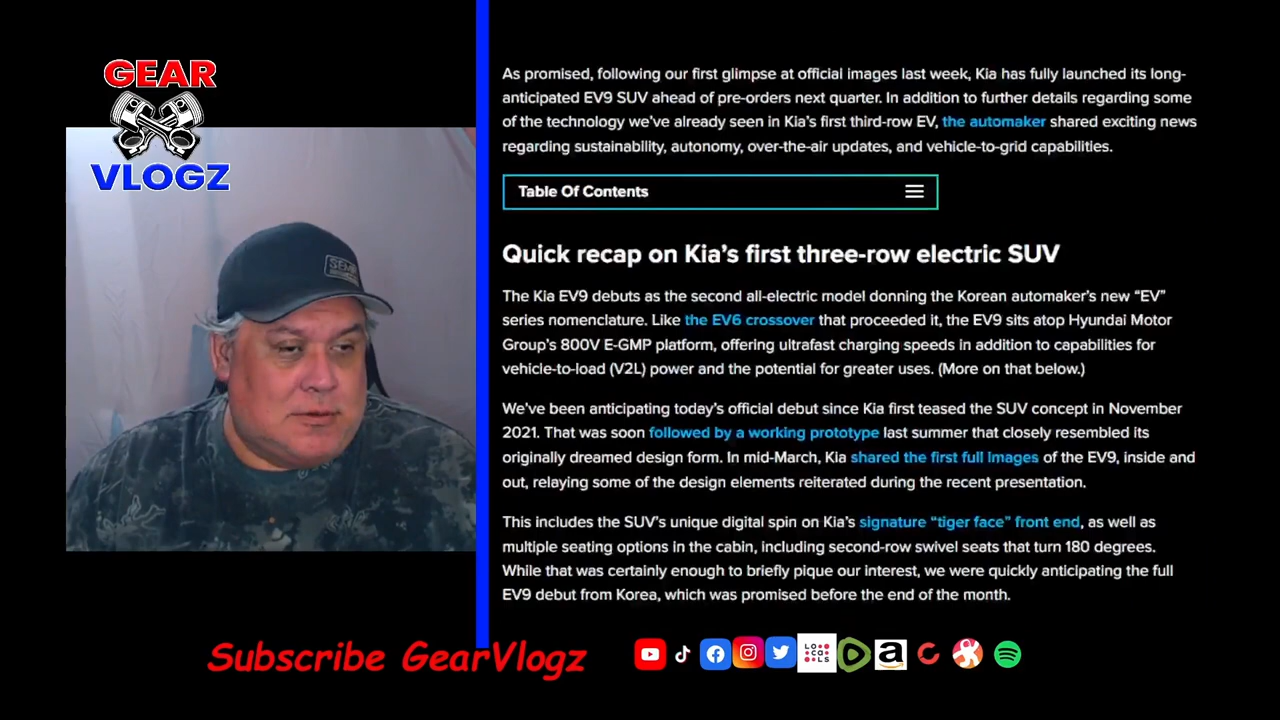 GEAR
VLOGZ
As promised, following our first glimpse at official images last week, Kia has fully launched its long-
anticipated EV9 SUV ahead of pre-orders next quarter. In addition to further details regarding some
of the technology we've already seen in Kia's first third-row EV, the automaker shared exciting news
regarding sustainability, autonomy, over-the-air updates, and vehicle-to-grid capabilities.
Table Of Contents
Quick recap on Kia's first three-row electric SUV
The Kia EV9 debuts as the second all-electric model donning the Korean automaker's new “EV”
series nomenclature. Like the EV6 crossover that proceeded it, the EV9 sits atop Hyundai Motor
Group's 800V E-GMP platform, offering ultrafast charging speeds in addition to capabilities for
vehicle-to-load (V2L) power and the potential for greater uses. (More on that below.)
We've been anticipating today's official debut since Kia first teased the SUV concept in November
2021. That was soon followed by a working prototype last summer that closely resembled its
originally dreamed design form. In mid-March, Kia shared the first full images of the EV9, inside and
out, relaying some of the design elements reiterated during the recent presentation.
This includes the SUV's unique digital spin on Kia's signature “tiger face” front end, as well as
multiple seating options in the cabin, including second-row swivel seats that turn 180 degrees.
While that was certainly enough to briefly pique our interest, we were quickly anticipating the full
EV9 debut from Korea, which was promised before the end of the month.
Subscribe GearVlogz
LO
ca
LS
a